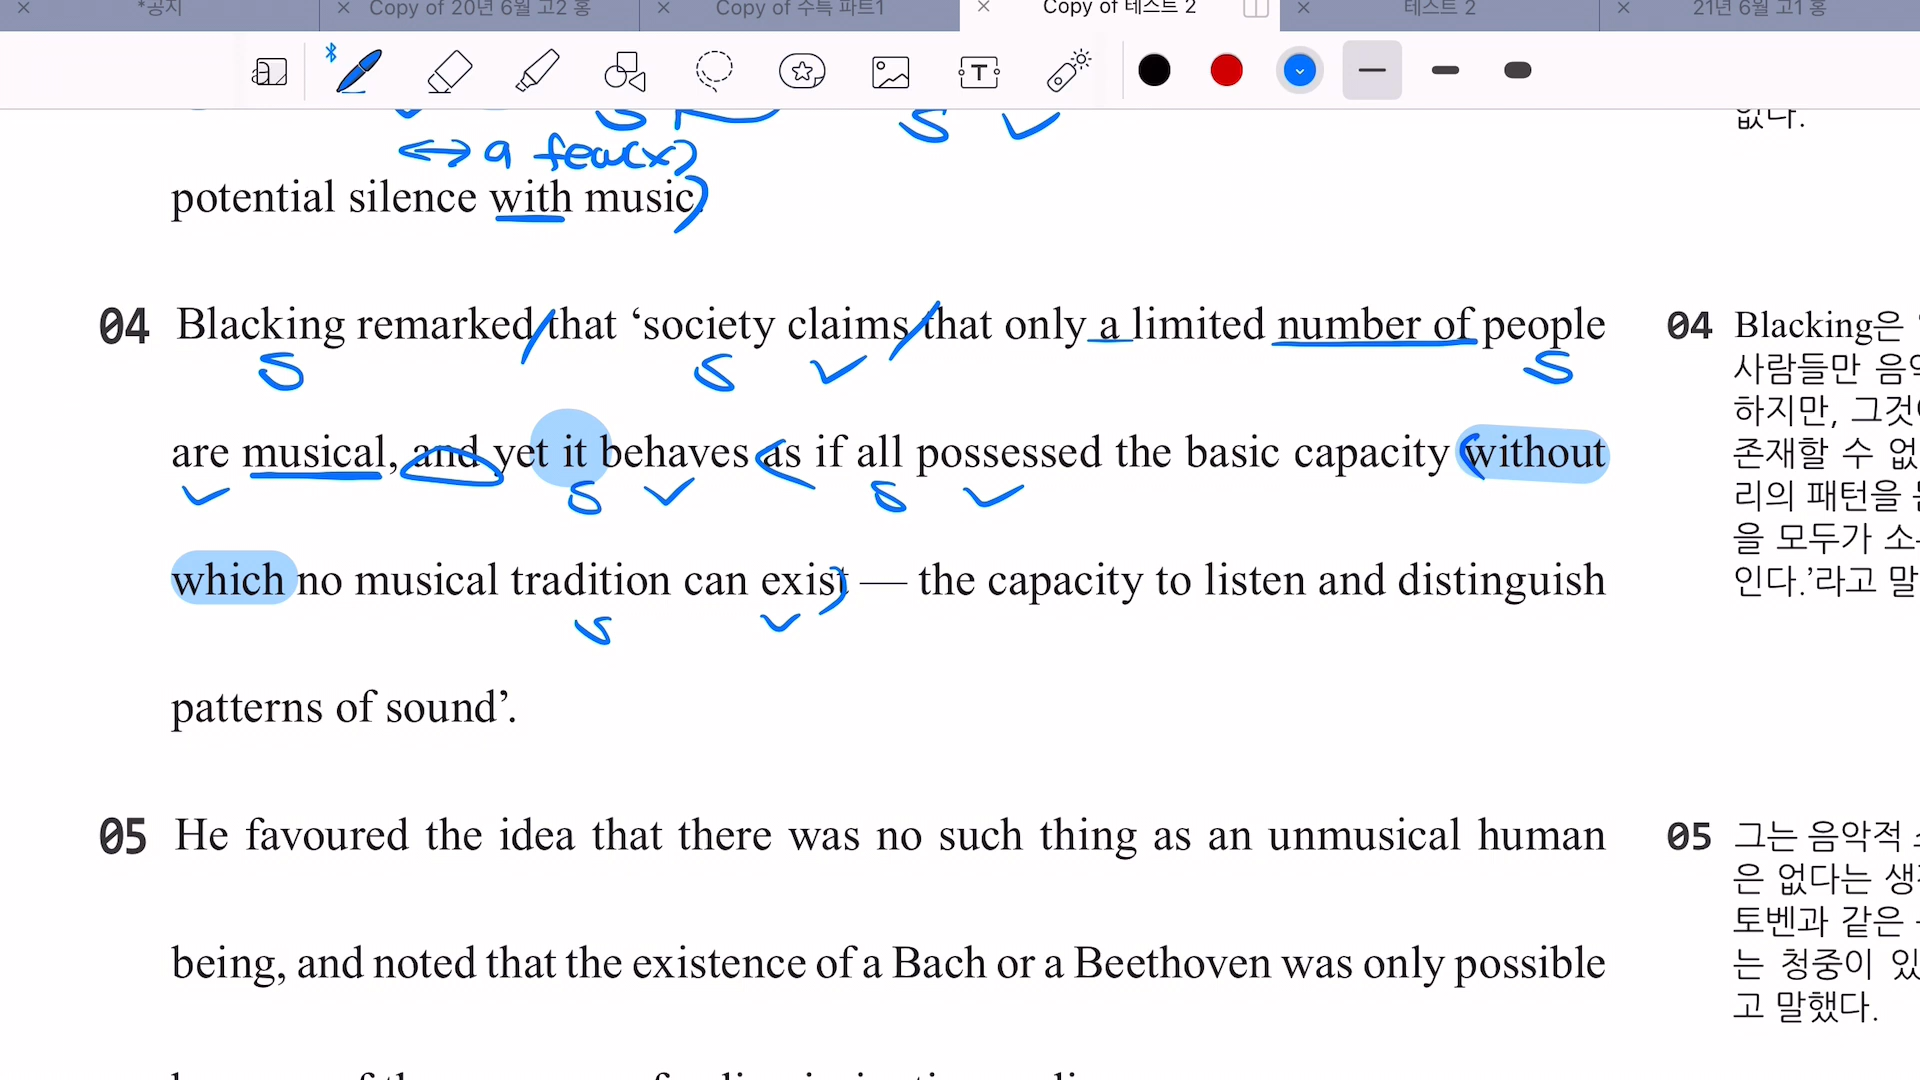 *공지
Copy of 20년 6월 고2 홍
Copy of 수특 파트1
Copy of 테스트 2
테스트 2
21년 6월 고1 홍
T
S
S
없다.
↔ a few(x)
potential silence with music.
04 Blacking remarked that ‘society claims that only a limited number of people
S S S
are musical, and yet it behaves as if all possessed the basic capacity without
S S
which no musical tradition can exist — the capacity to listen and distinguish
S
patterns of sound’.
04 Blacking은
사람들만
하지만,
존재할 수
리의 패턴을
을 모두가
인다.’라고
05 He favoured the idea that there was no such thing as an unmusical human
being, and noted that the existence of a Bach or a Beethoven was only possible
05 그는 음악적
은 없다는
토벤과 같은
는 청중이
고 말했다.